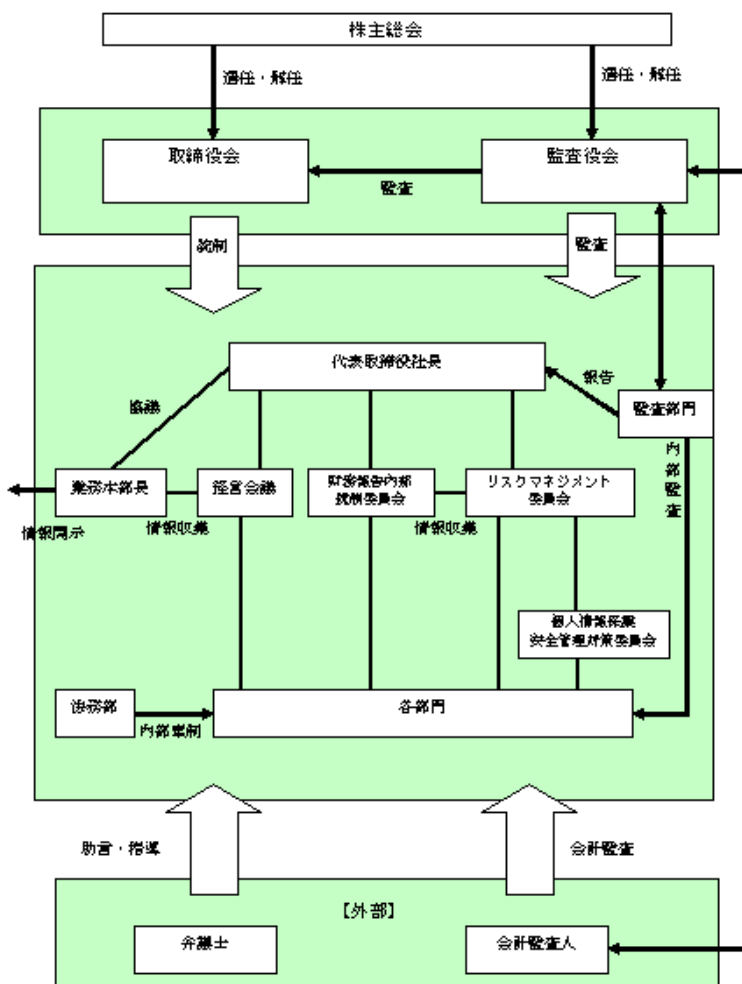 株主総会
選任・解任
選任・解任
取締役会
監査役会
監査
統制
監査
代表取締役社長
報告
協議
監査部門
内部監査
業務本部長
経営会議
財務報告内部
統制委員会
リスクマネジメント
委員会
情報開示
情報収集
情報収集
個人情報保護
安全管理対策委員会
各部門
内部牽制
助言・指導
会計監査
【外部】
弁護士
会計監査人